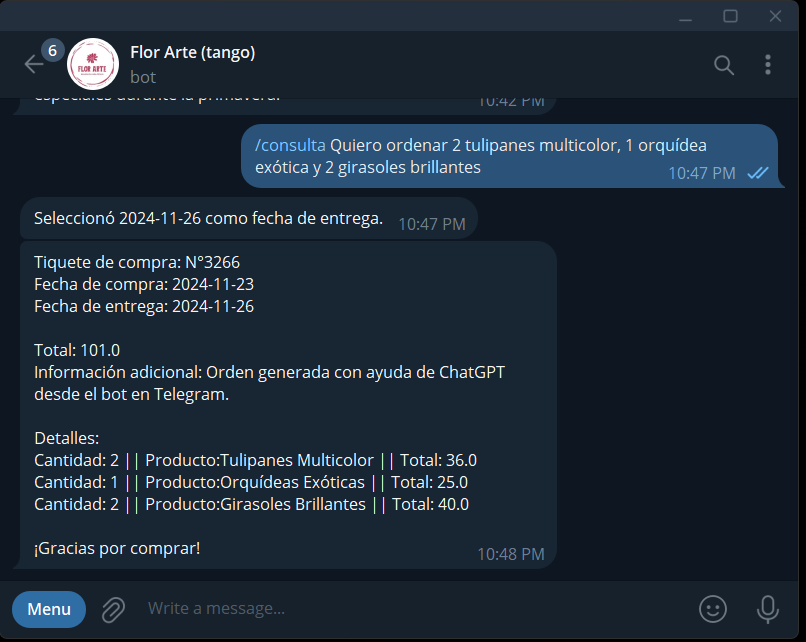 6
Flor Arte (tango)
bot
FLOR ARTE
especiales durante la primavera.
10:42 PM
/consulta Quiero ordenar 2 tulipanes multicolor, 1 orquídea
exótica y 2 girasoles brillantes
10:47 PM
Seleccionó 2024-11-26 como fecha de entrega.
10:47 PM
Tiquete de compra: N°3266
Fecha de compra: 2024-11-23
Fecha de entrega: 2024-11-26
Total: 101.0
Información adicional: Orden generada con ayuda de ChatGPT
desde el bot en Telegram.
Detalles:
Cantidad: 2 || Producto:Tulipanes Multicolor || Total: 36.0
Cantidad: 1 || Producto:Orquídeas Exóticas || Total: 25.0
Cantidad: 2 || Producto:Girasoles Brillantes || Total: 40.0
¡Gracias por comprar!
10:48 PM
Menu
Write a message...